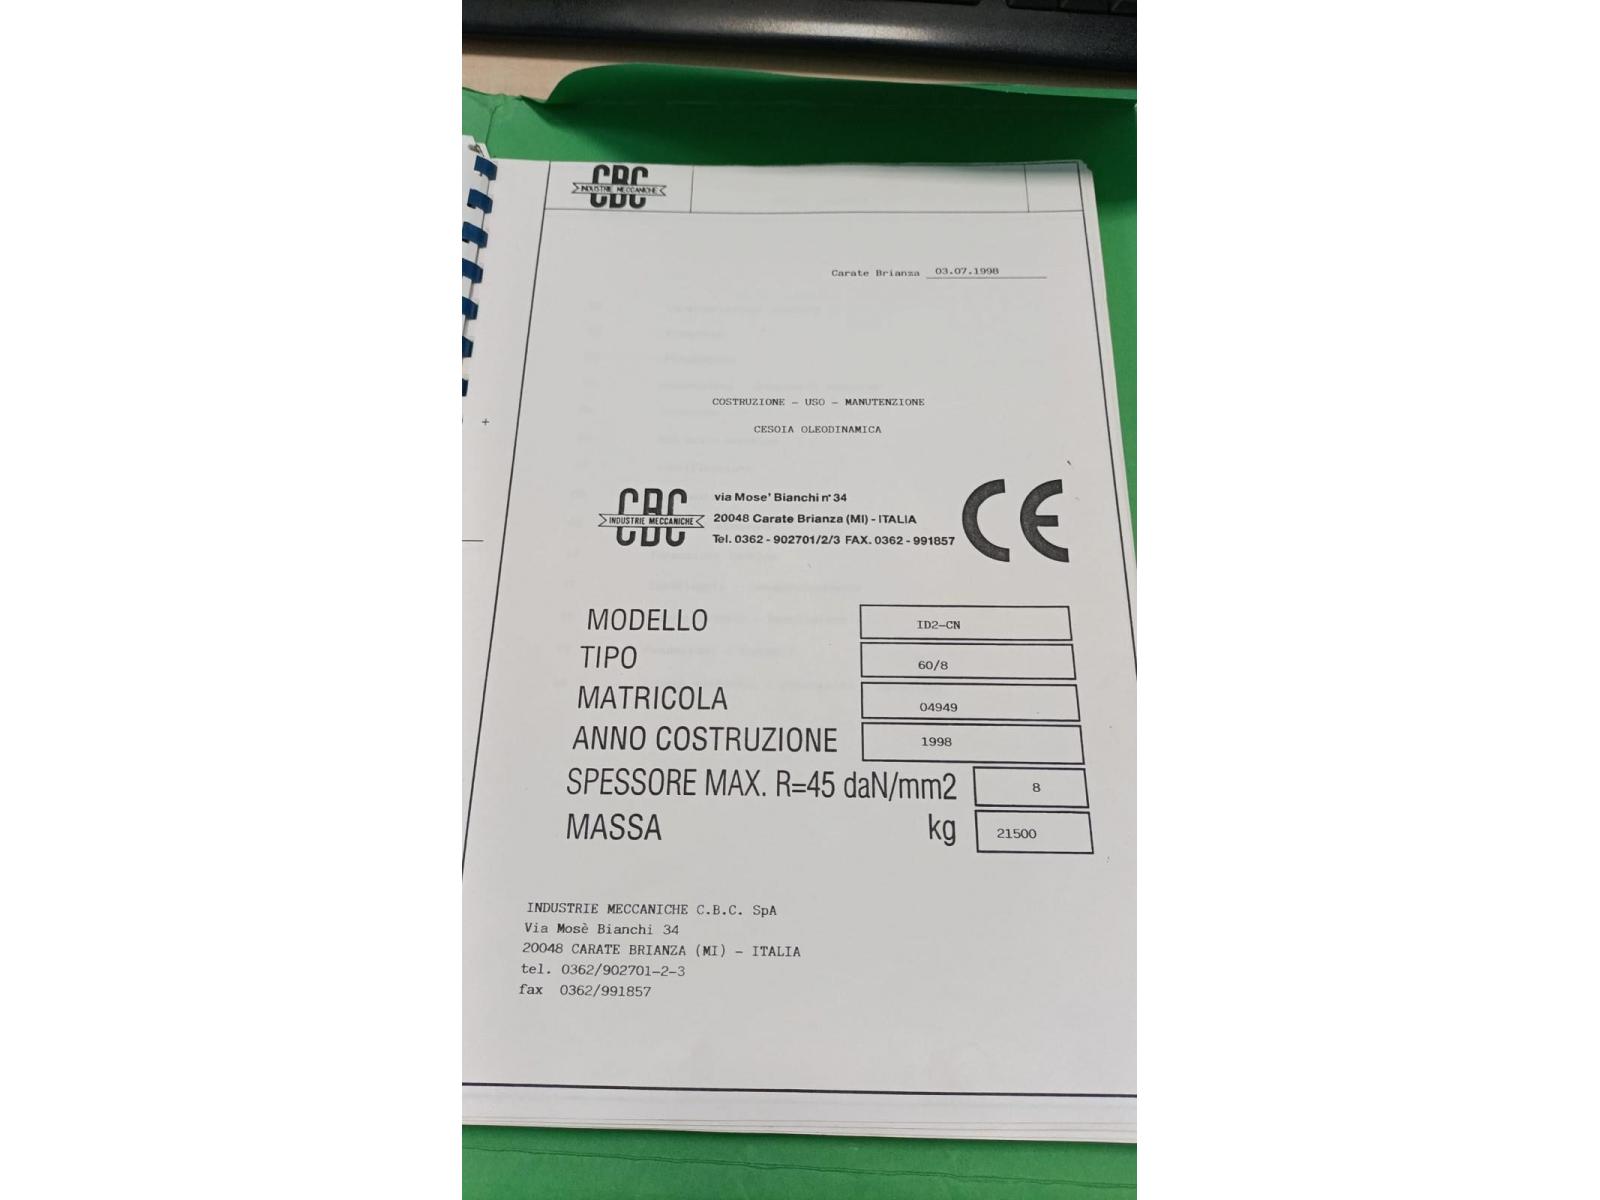 CBC
INDUSTRIE MECCANICHE
Carate Brianza 03.07.1998
COSTRUZIONE - USO - MANUTENZIONE
CESOIA OLEODINAMICA
CBC
INDUSTRIE MECCANICHE
via Mose' Bianchi n° 34
20048 Carate Brianza (MI) - ITALIA
Tel. 0362 - 902701/2/3 FAX. 0362 - 991857
CE
MODELLO ID2-CN
TIPO 60/8
MATRICOLA 04949
ANNO COSTRUZIONE 1998
SPESSORE MAX. R=45 daN/mm2 8
MASSA kg 21500
INDUSTRIE MECCANICHE C.B.C. SpA
Via Mosè Bianchi 34
20048 CARATE BRIANZA (MI) - ITALIA
tel. 0362/902701-2-3
fax 0362/991857